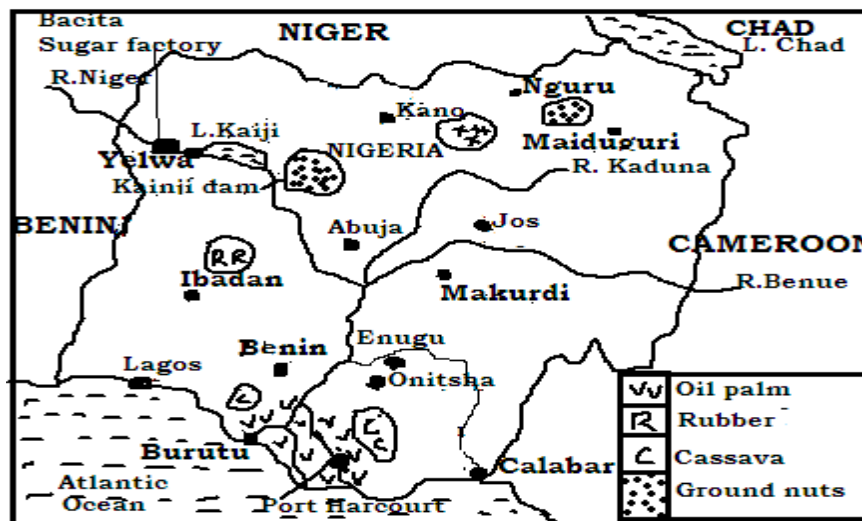 Bacita
Sugar factory
NIGER
CHAD
L. Chad
R.Niger
Nguru
Kano
L.Kaiji
NIGERIA
Maiduguri
Yelwa
R. Kaduna
Kainji dam
BENIN
Abuja
Jos
CAMEROON
R R
Ibadan
Makurdi
R.Benue
Enugu
Benin
Lagos
Onitsha
Oil palm
C
R
Rubber
C
C
Burutu
C
Cassava
Calabar
Atlantic
Ocean
Port Harcourt
Ground nuts